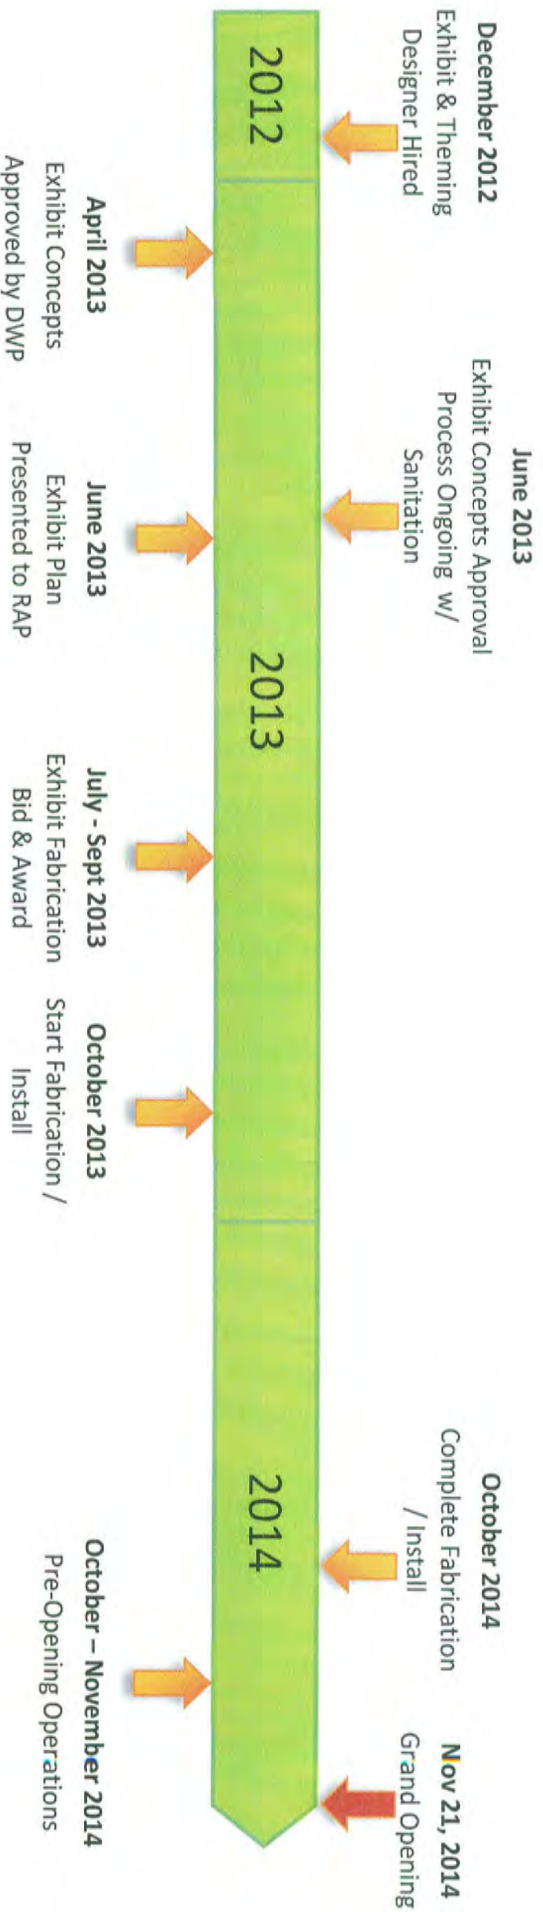 December 2012
Exhibit & Theming
Designer Hired
June 2013
Exhibit Concepts Approval
Process Ongoing w/
Sanitation
October 2014
Complete Fabrication
/ Install
Nov 21, 2014
Grand Opening
2012
2013
2014
April 2013
Exhibit Concepts
Approved by DWP
June 2013
Exhibit Plan
Presented to RAP
July - Sept 2013
Exhibit Fabrication
Bid & Award
October 2013
Start Fabrication /
Install
October – November 2014
Pre-Opening Operations